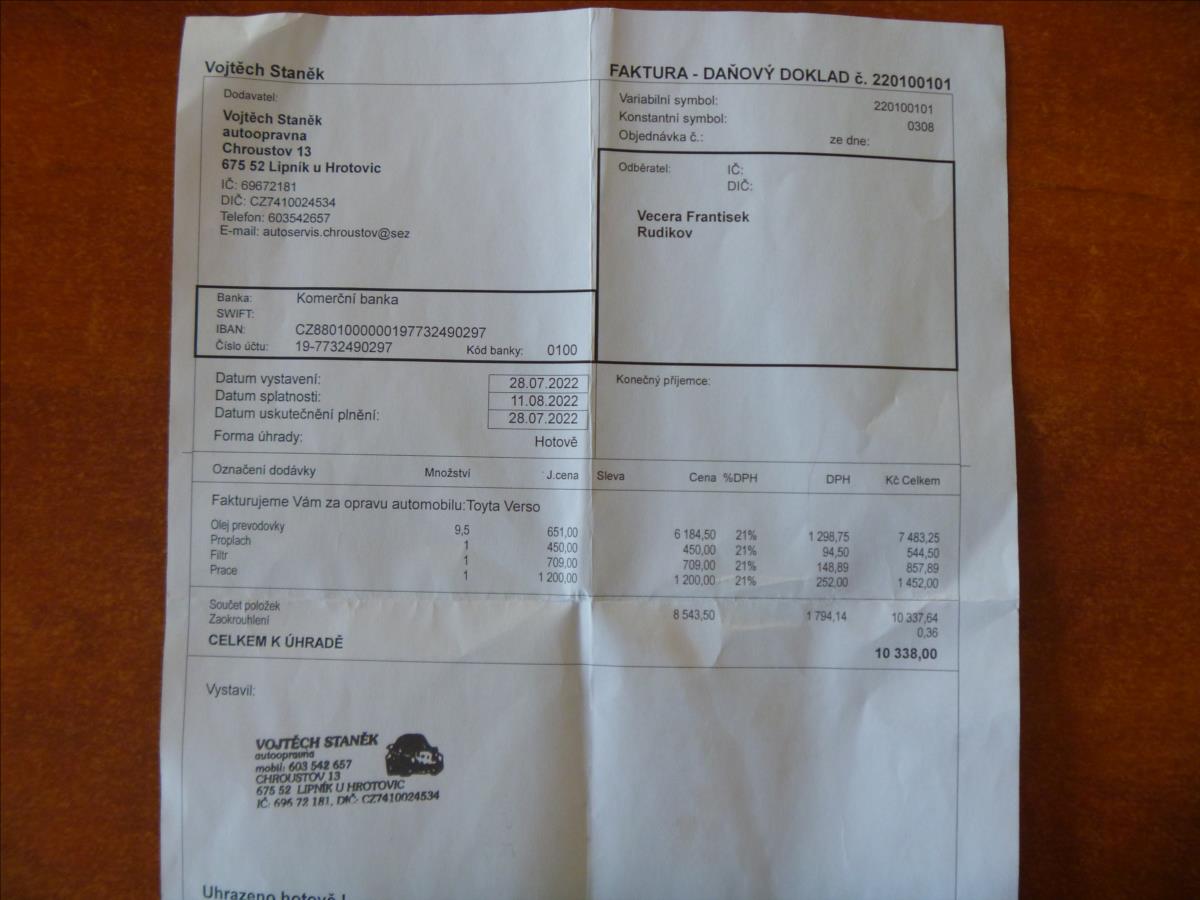 Vojtěch Staněk
FAKTURA - DAŇOVÝ DOKLAD č. 220100101
Dodavatel:
Vojtěch Staněk
autoopravna
Chroustov 13
675 52 Lipník u Hrotovic
IČ: 69672181
DIČ: CZ7410024534
Telefon: 603542657
E-mail: autoservis.chroustov@sez
Variabilní symbol: 220100101
Konstantní symbol: 0308
Objednávka č.: ze dne:
Odběratel: IČ:
DIČ:
Vecera Frantisek
Rudikov
Banka: Komerční banka
SWIFT:
IBAN: CZ8801000000197732490297
Číslo účtu: 19-7732490297 Kód banky: 0100
Datum vystavení: 28.07.2022
Datum splatnosti: 11.08.2022
Datum uskutečnění plnění: 28.07.2022
Forma úhrady: Hotově
Konečný příjemce:
Označení dodávky Množství J.cena Sleva Cena %DPH DPH Kč Celkem
Fakturujeme Vám za opravu automobilu:Toyta Verso
Olej prevodovky 9,5 651,00 6 184,50 21% 1 298,75 7 483,25
Proplach 1 450,00 450,00 21% 94,50 544,50
Filtr 1 709,00 709,00 21% 148,89 857,89
Prace 1 1 200,00 1 200,00 21% 252,00 1 452,00
Součet položek 8 543,50 1 794,14 10 337,64
Zaokrouhlení 0,36
CELKEM K ÚHRADĚ 10 338,00
Vystavil:
VOJTĚCH STANĚK
autoopravna
mobil: 603 542 657
CHROUSTOV 13
675 52 LIPNÍK U HROTOVIC
IČ: 696 72 181, DIČ: CZ7410024534
Uhrazeno hotově !